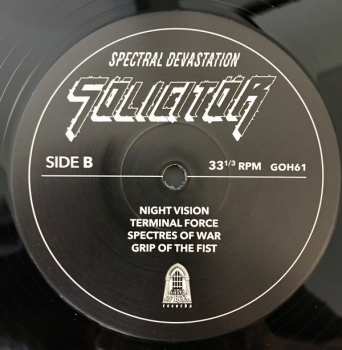 SPECTRAL DEVASTATION
SÖLICITÖR
SIDE B
33 1/3 RPM GOH61
NIGHT VISION
TERMINAL FORCE
SPECTRES OF WAR
GRIP OF THE FIST
records